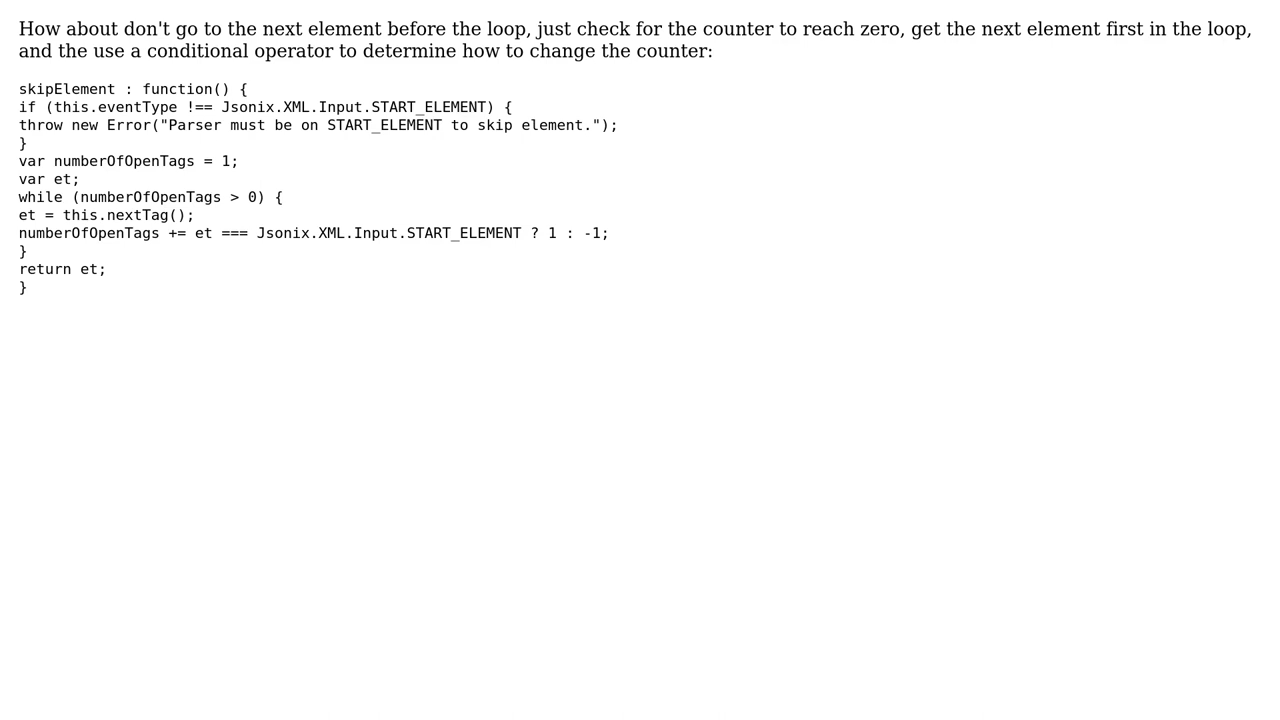 How about don't go to the next element before the loop, just check for the counter to reach zero, get the next element first in the loop,
and the use a conditional operator to determine how to change the counter:
skipElement : function() {
if (this.eventType !== Jsonix.XML.Input.START_ELEMENT) {
throw new Error("Parser must be on START_ELEMENT to skip element.");
}
var numberOfOpenTags = 1;
var et;
while (numberOfOpenTags > 0) {
et = this.nextTag();
numberOfOpenTags += et === Jsonix.XML.Input.START_ELEMENT ? 1 : -1;
}
return et;
}